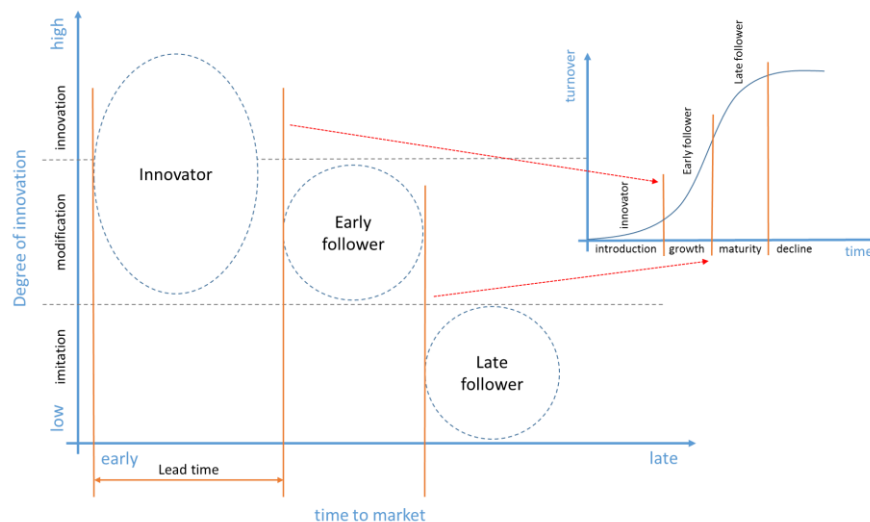 high
Degree of innovation
innovation
modification
imitation
low
Innovator
Early
follower
Late
follower
early
late
Lead time
time to market
turnover
innovator
Early follower
Late follower
introduction
growth
maturity
decline
time